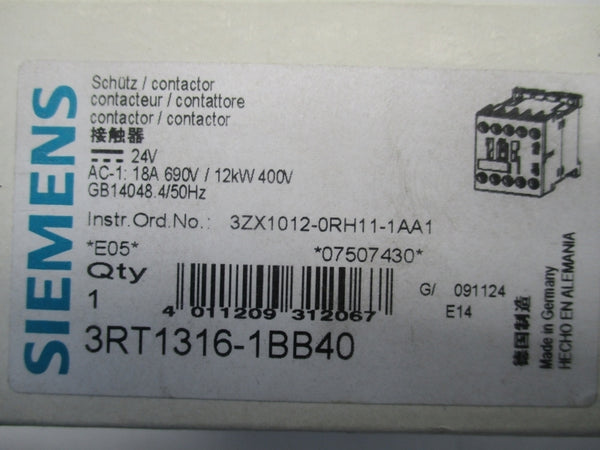 SIEMENS
Schütz / contactor
contacteur / contattore
contactor / contactor
接触器
24V
AC-1: 18A 690V / 12kW 400V
GB14048.4/50Hz
Instr.Ord.No.: 3ZX1012-0RH11-1AA1
*E05* *07507430*
Qty
1
4 011209 312067
G/ 091124
E14
3RT1316-1BB40
德国制造
Made in Germany
HECHO EN ALEMANIA